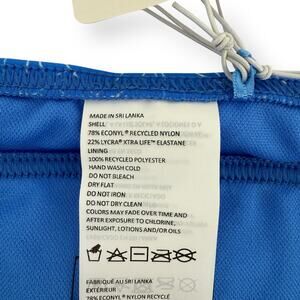 MADE IN SRI LANKA
SHELL:
78% ECONYL® RECYCLED NYLON
22% LYCRA® XTRA LIFE™ ELASTANE
LINING
100% RECYCLED POLYESTER
HAND WASH COLD
DO NOT BLEACH
DRY FLAT
DO NOT IRON
DO NOT DRY CLEAN
COLORS MAY FADE OVER TIME AND
AFTER EXPOSURE TO CHLORINE,
SUNLIGHT, LOTIONS AND/OR OILS
FABRIQUÉ AU SRI LANKA
EXTÉRIEUR
78% ECONYL® NYLON RECYCLÉ